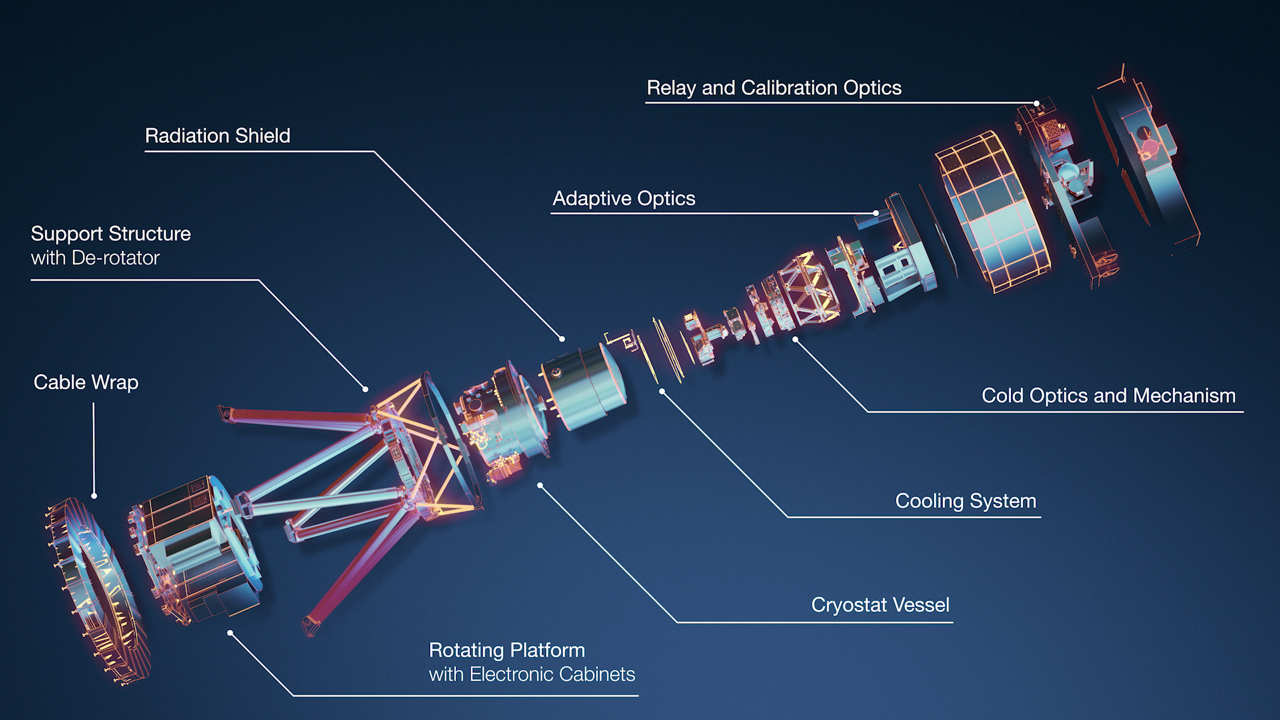 Relay and Calibration Optics
Radiation Shield
Adaptive Optics
Support Structure
with De-rotator
Cable Wrap
Cold Optics and Mechanism
Cooling System
Cryostat Vessel
Rotating Platform
with Electronic Cabinets